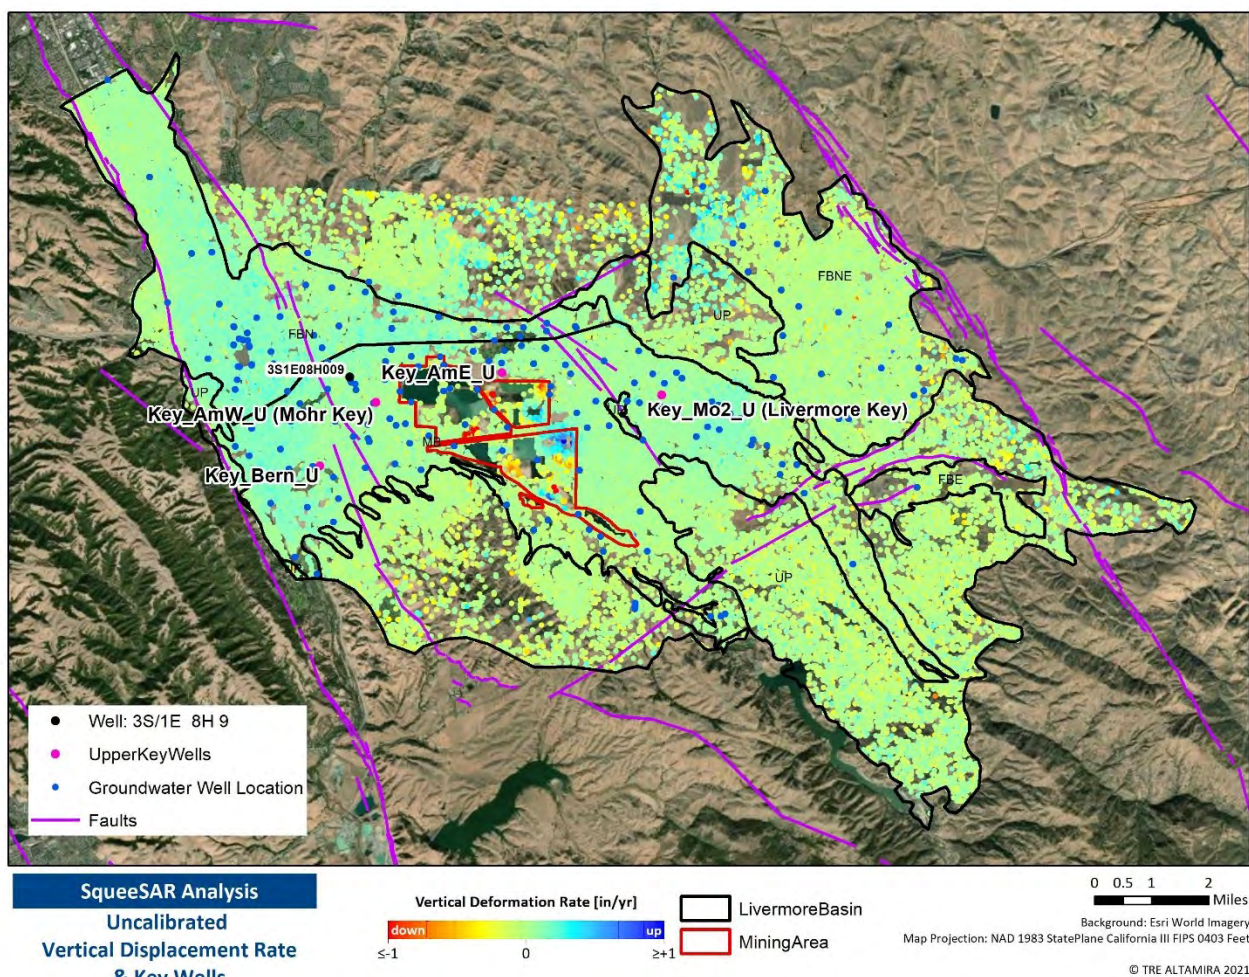 FBNE
UP
FBN
3S1E08H009
Key_AmE_U
UP
Key_AmW_U (Mohr Key)
Key_Mo2_U (Livermore Key)
MB
Key_Bern_U
FBE
UP
Well: 3S/1E 8H 9
UpperKeyWells
Groundwater Well Location
Faults
SqueeSAR Analysis
Uncalibrated
Vertical Displacement Rate
& Key Wells
Vertical Deformation Rate [in/yr]
down
up
≤-1
0
≥+1
LivermoreBasin
MiningArea
0 0.5 1 2
Miles
Background: Esri World Imagery
Map Projection: NAD 1983 StatePlane California III FIPS 0403 Feet
© TRE ALTAMIRA 2021